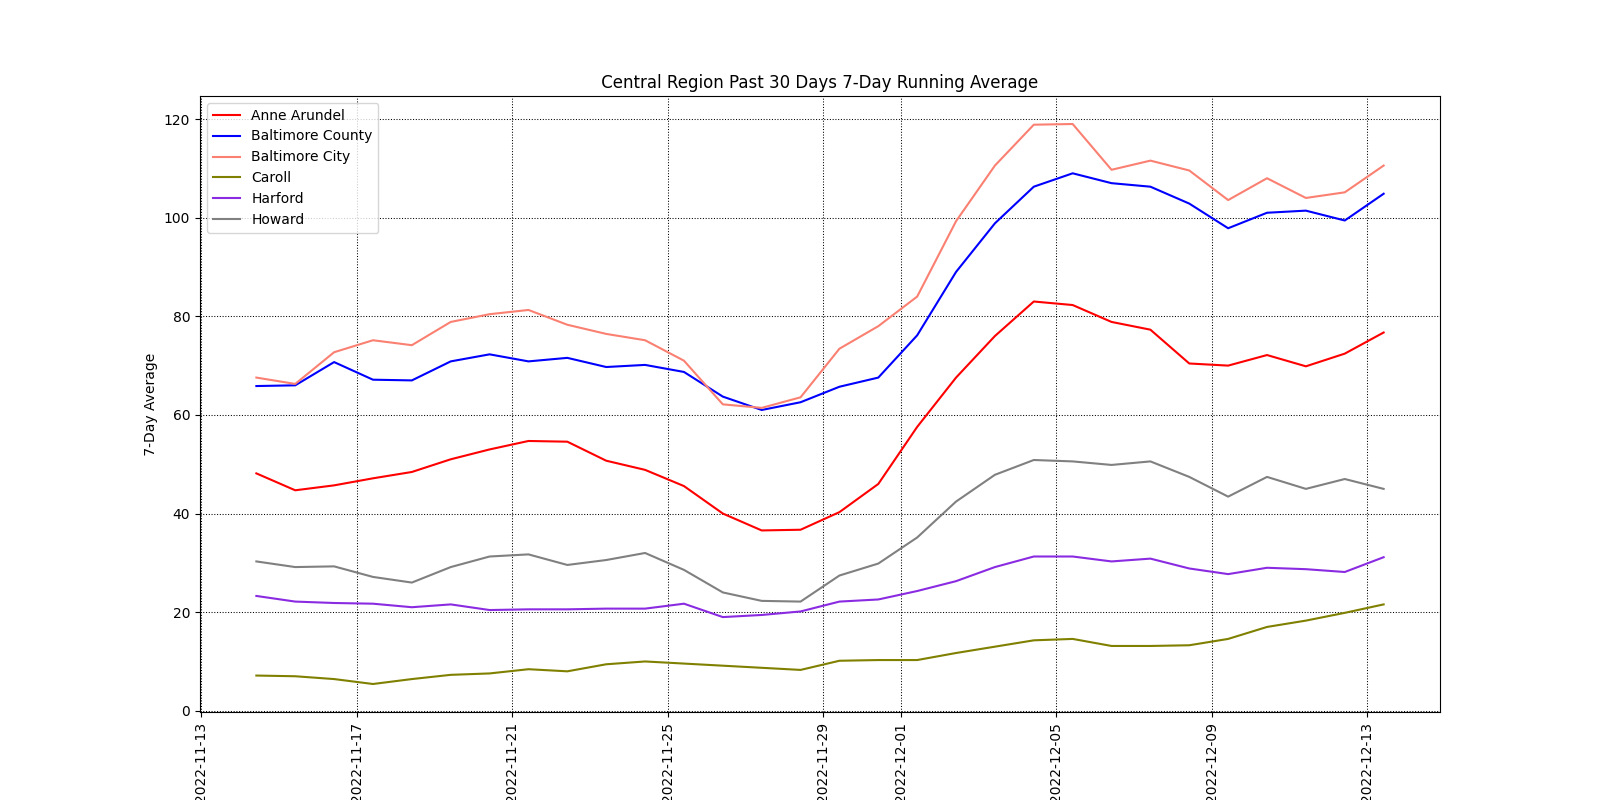 Central Region Past 30 Days 7-Day Running Average
Anne Arundel
Baltimore County
Baltimore City
Caroll
Harford
Howard
120
100
80
60
40
20
0
7-Day Average
2022-11-13
2022-11-17
2022-11-21
2022-11-25
2022-11-29
2022-12-01
2022-12-05
2022-12-09
2022-12-13